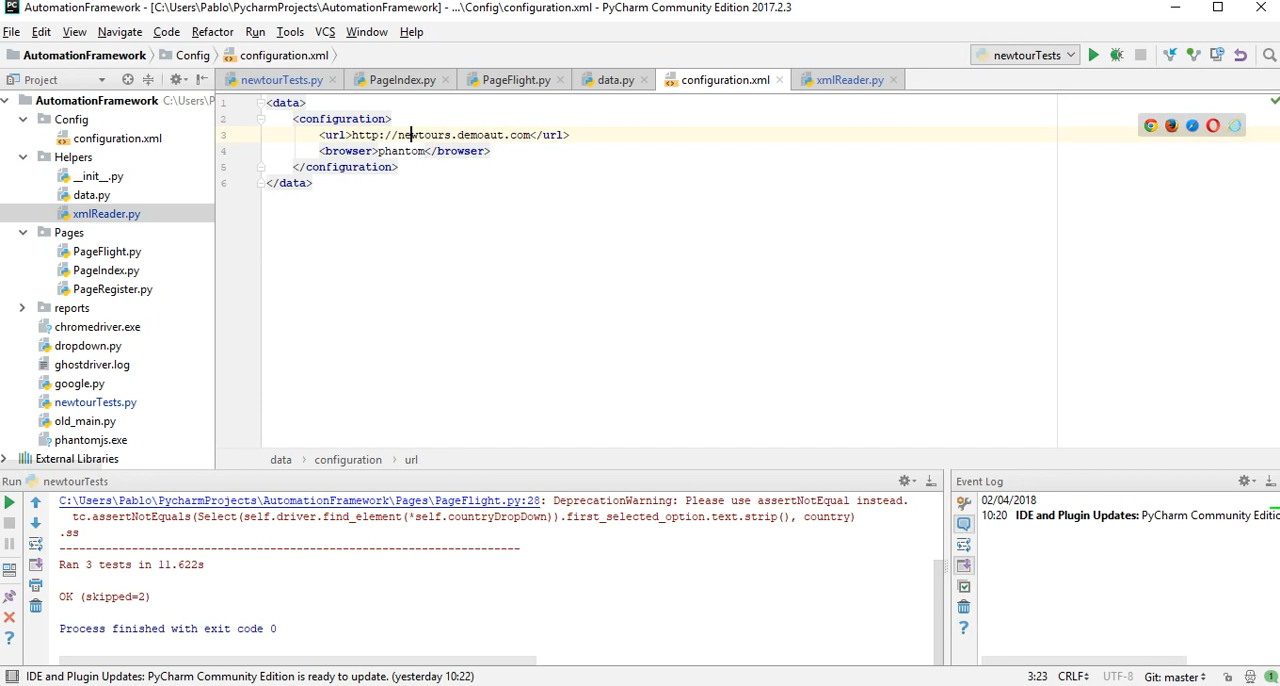 AutomationFramework - [C:\Users\Pablo\PycharmProjects\AutomationFramework] - ...\Config\configuration.xml - PyCharm Community Edition 2017.2.3
File Edit View Navigate Code Refactor Run Tools VCS Window Help
AutomationFramework Config configuration.xml newtourTests
Project newtourTests.py PageIndex.py PageFlight.py data.py configuration.xml xmlReader.py
AutomationFramework C:\Users\P
Config
configuration.xml
Helpers
__init__.py
data.py
xmlReader.py
Pages
PageFlight.py
PageIndex.py
PageRegister.py
reports
chromedriver.exe
dropdown.py
ghostdriver.log
google.py
newtourTests.py
old_main.py
phantomjs.exe
External Libraries
1 <data>
2 <configuration>
3 <url>http://newtours.demoaut.com</url>
4 <browser>phantom</browser>
5 </configuration>
6 </data>
data configuration url
Run newtourTests
C:\Users\Pablo\PycharmProjects\AutomationFramework\Pages\PageFlight.py:28: DeprecationWarning: Please use assertNotEqual instead.
tc.assertNotEquals(Select(self.driver.find_element(*self.countryDropDown)).first_selected_option.text.strip(), country)
.ss
----------------------------------------------------------------------
Ran 3 tests in 11.622s
OK (skipped=2)
Process finished with exit code 0
Event Log
02/04/2018
10:20 IDE and Plugin Updates: PyCharm Community Editio
IDE and Plugin Updates: PyCharm Community Edition is ready to update. (yesterday 10:22) 3:23 CRLF UTF-8 Git: master 1